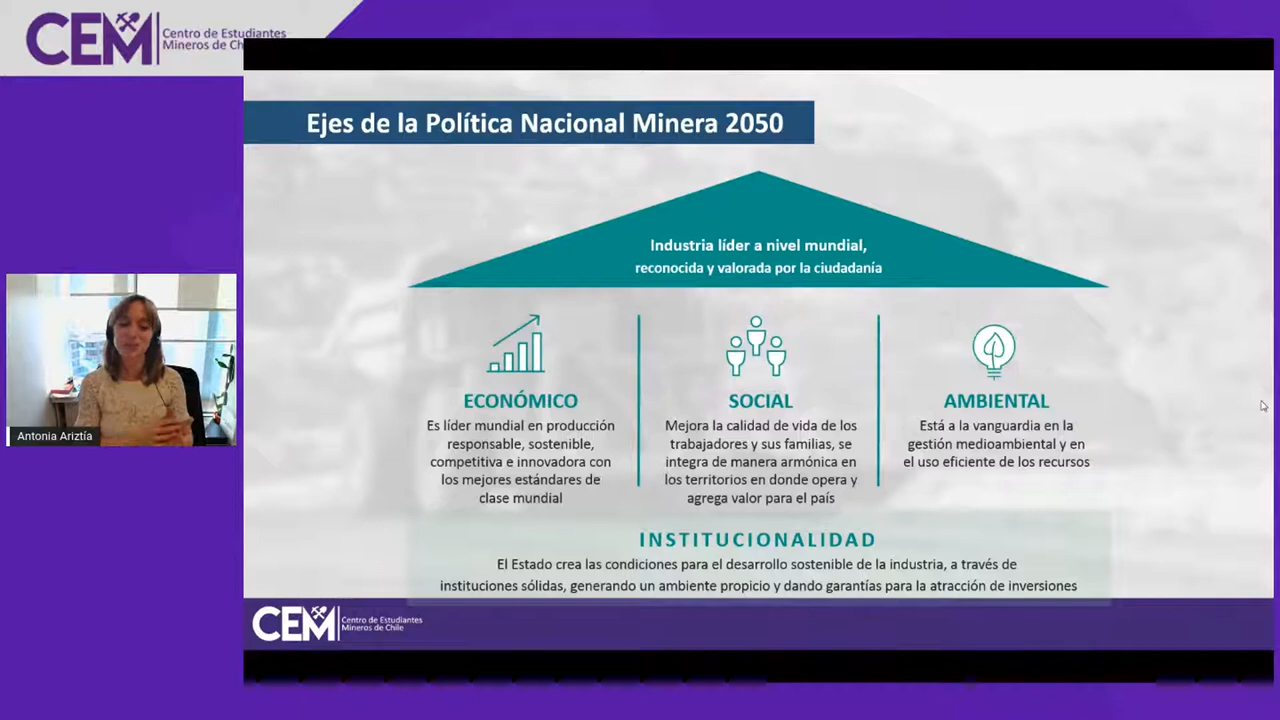 CEM
Centro de Estudiantes
Mineros de Ch
Ejes de la Política Nacional Minera 2050
Industria líder a nivel mundial,
reconocida y valorada por la ciudadanía
ECONÓMICO
Es líder mundial en producción
responsable, sostenible,
competitiva e innovadora con
los mejores estándares de
clase mundial
SOCIAL
Mejora la calidad de vida de los
trabajadores y sus familias, se
integra de manera armónica en
los territorios en donde opera y
agrega valor para el país
AMBIENTAL
Está a la vanguardia en la
gestión medioambiental y en
el uso eficiente de los recursos
Antonia Ariztía
INSTITUCIONALIDAD
El Estado crea las condiciones para el desarrollo sostenible de la industria, a través de
instituciones sólidas, generando un ambiente propicio y dando garantías para la atracción de inversiones
CEM
Centro de Estudiantes
Mineros de Chile